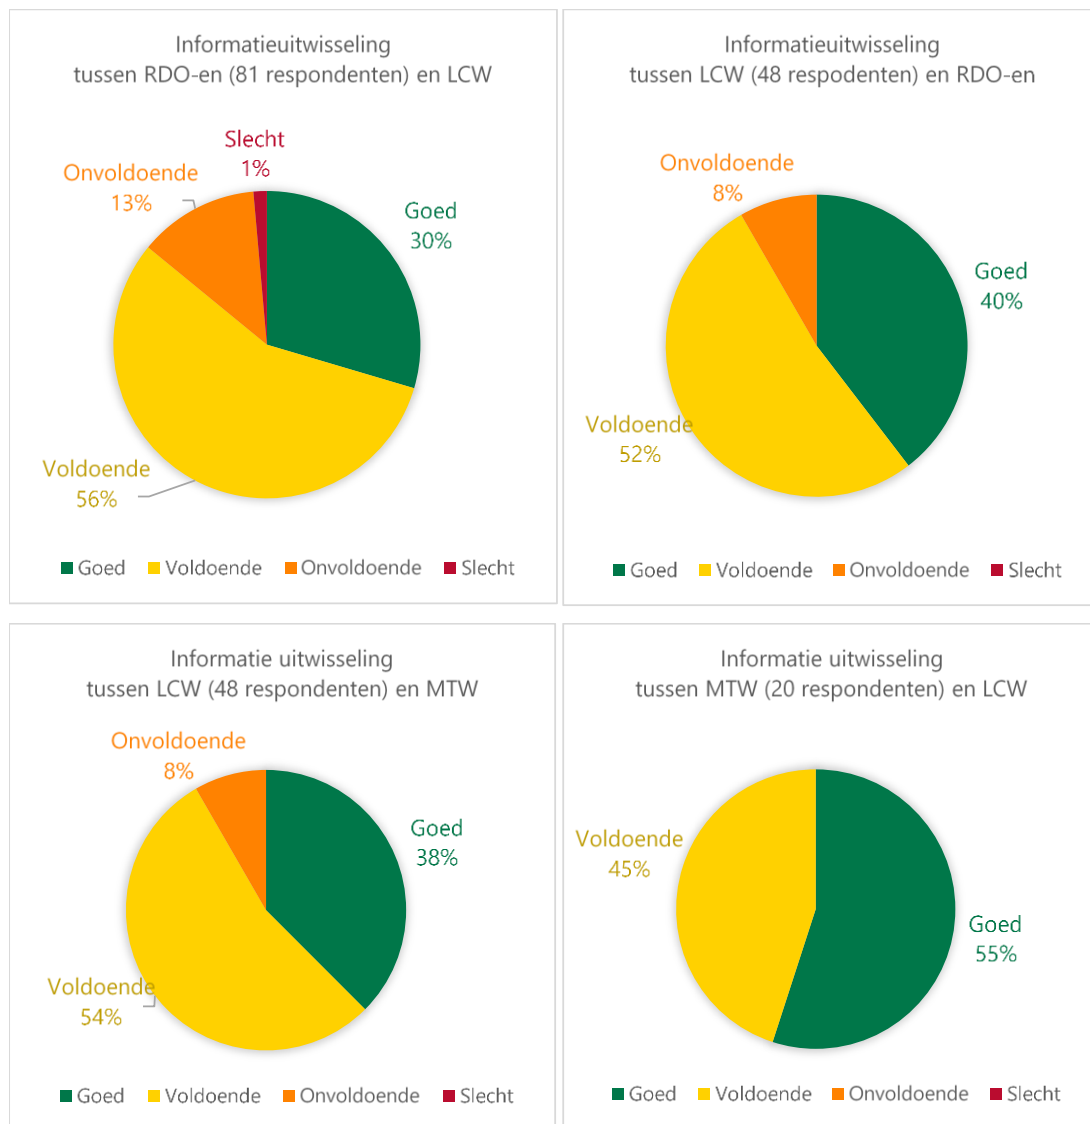 Informatieuitwisseling
tussen RDO-en (81 respondenten) en LCW
Slecht
1%
Onvoldoende
13%
Goed
30%
Voldoende
56%
Goed Voldoende Onvoldoende Slecht
Informatieuitwisseling
tussen LCW (48 respodenten) en RDO-en
Onvoldoende
8%
Goed
40%
Voldoende
52%
Goed Voldoende Onvoldoende Slecht
Informatie uitwisseling
tussen LCW (48 respondenten) en MTW
Onvoldoende
8%
Goed
38%
Voldoende
54%
Goed Voldoende Onvoldoende Slecht
Informatie uitwisseling
tussen MTW (20 respondenten) en LCW
Voldoende
45%
Goed
55%
Goed Voldoende Onvoldoende Slecht